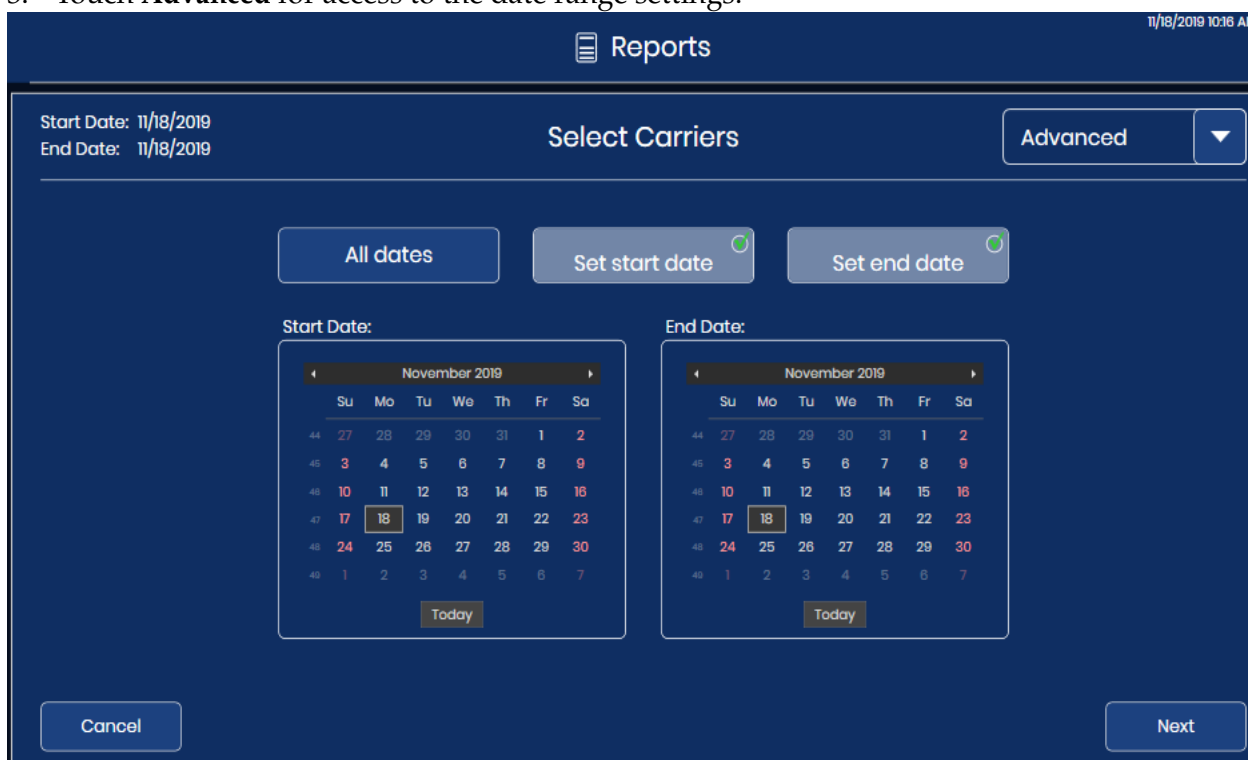 Touch Advanced for access to the date range settings.
11/18/2019 10:16 A
Reports
Start Date: 11/18/2019
End Date: 11/18/2019
Select Carriers
Advanced
All dates
Set start date
Set end date
Start Date:
November 2019
Su Mo Tu We Th Fr Sa
44 27 28 29 30 31 1 2
45 3 4 5 6 7 8 9
46 10 11 12 13 14 15 16
47 17 18 19 20 21 22 23
48 24 25 26 27 28 29 30
49 1 2 3 4 5 6 7
Today
End Date:
November 2019
Su Mo Tu We Th Fr Sa
44 27 28 29 30 31 1 2
45 3 4 5 6 7 8 9
46 10 11 12 13 14 15 16
47 17 18 19 20 21 22 23
48 24 25 26 27 28 29 30
49 1 2 3 4 5 6 7
Today
Cancel
Next